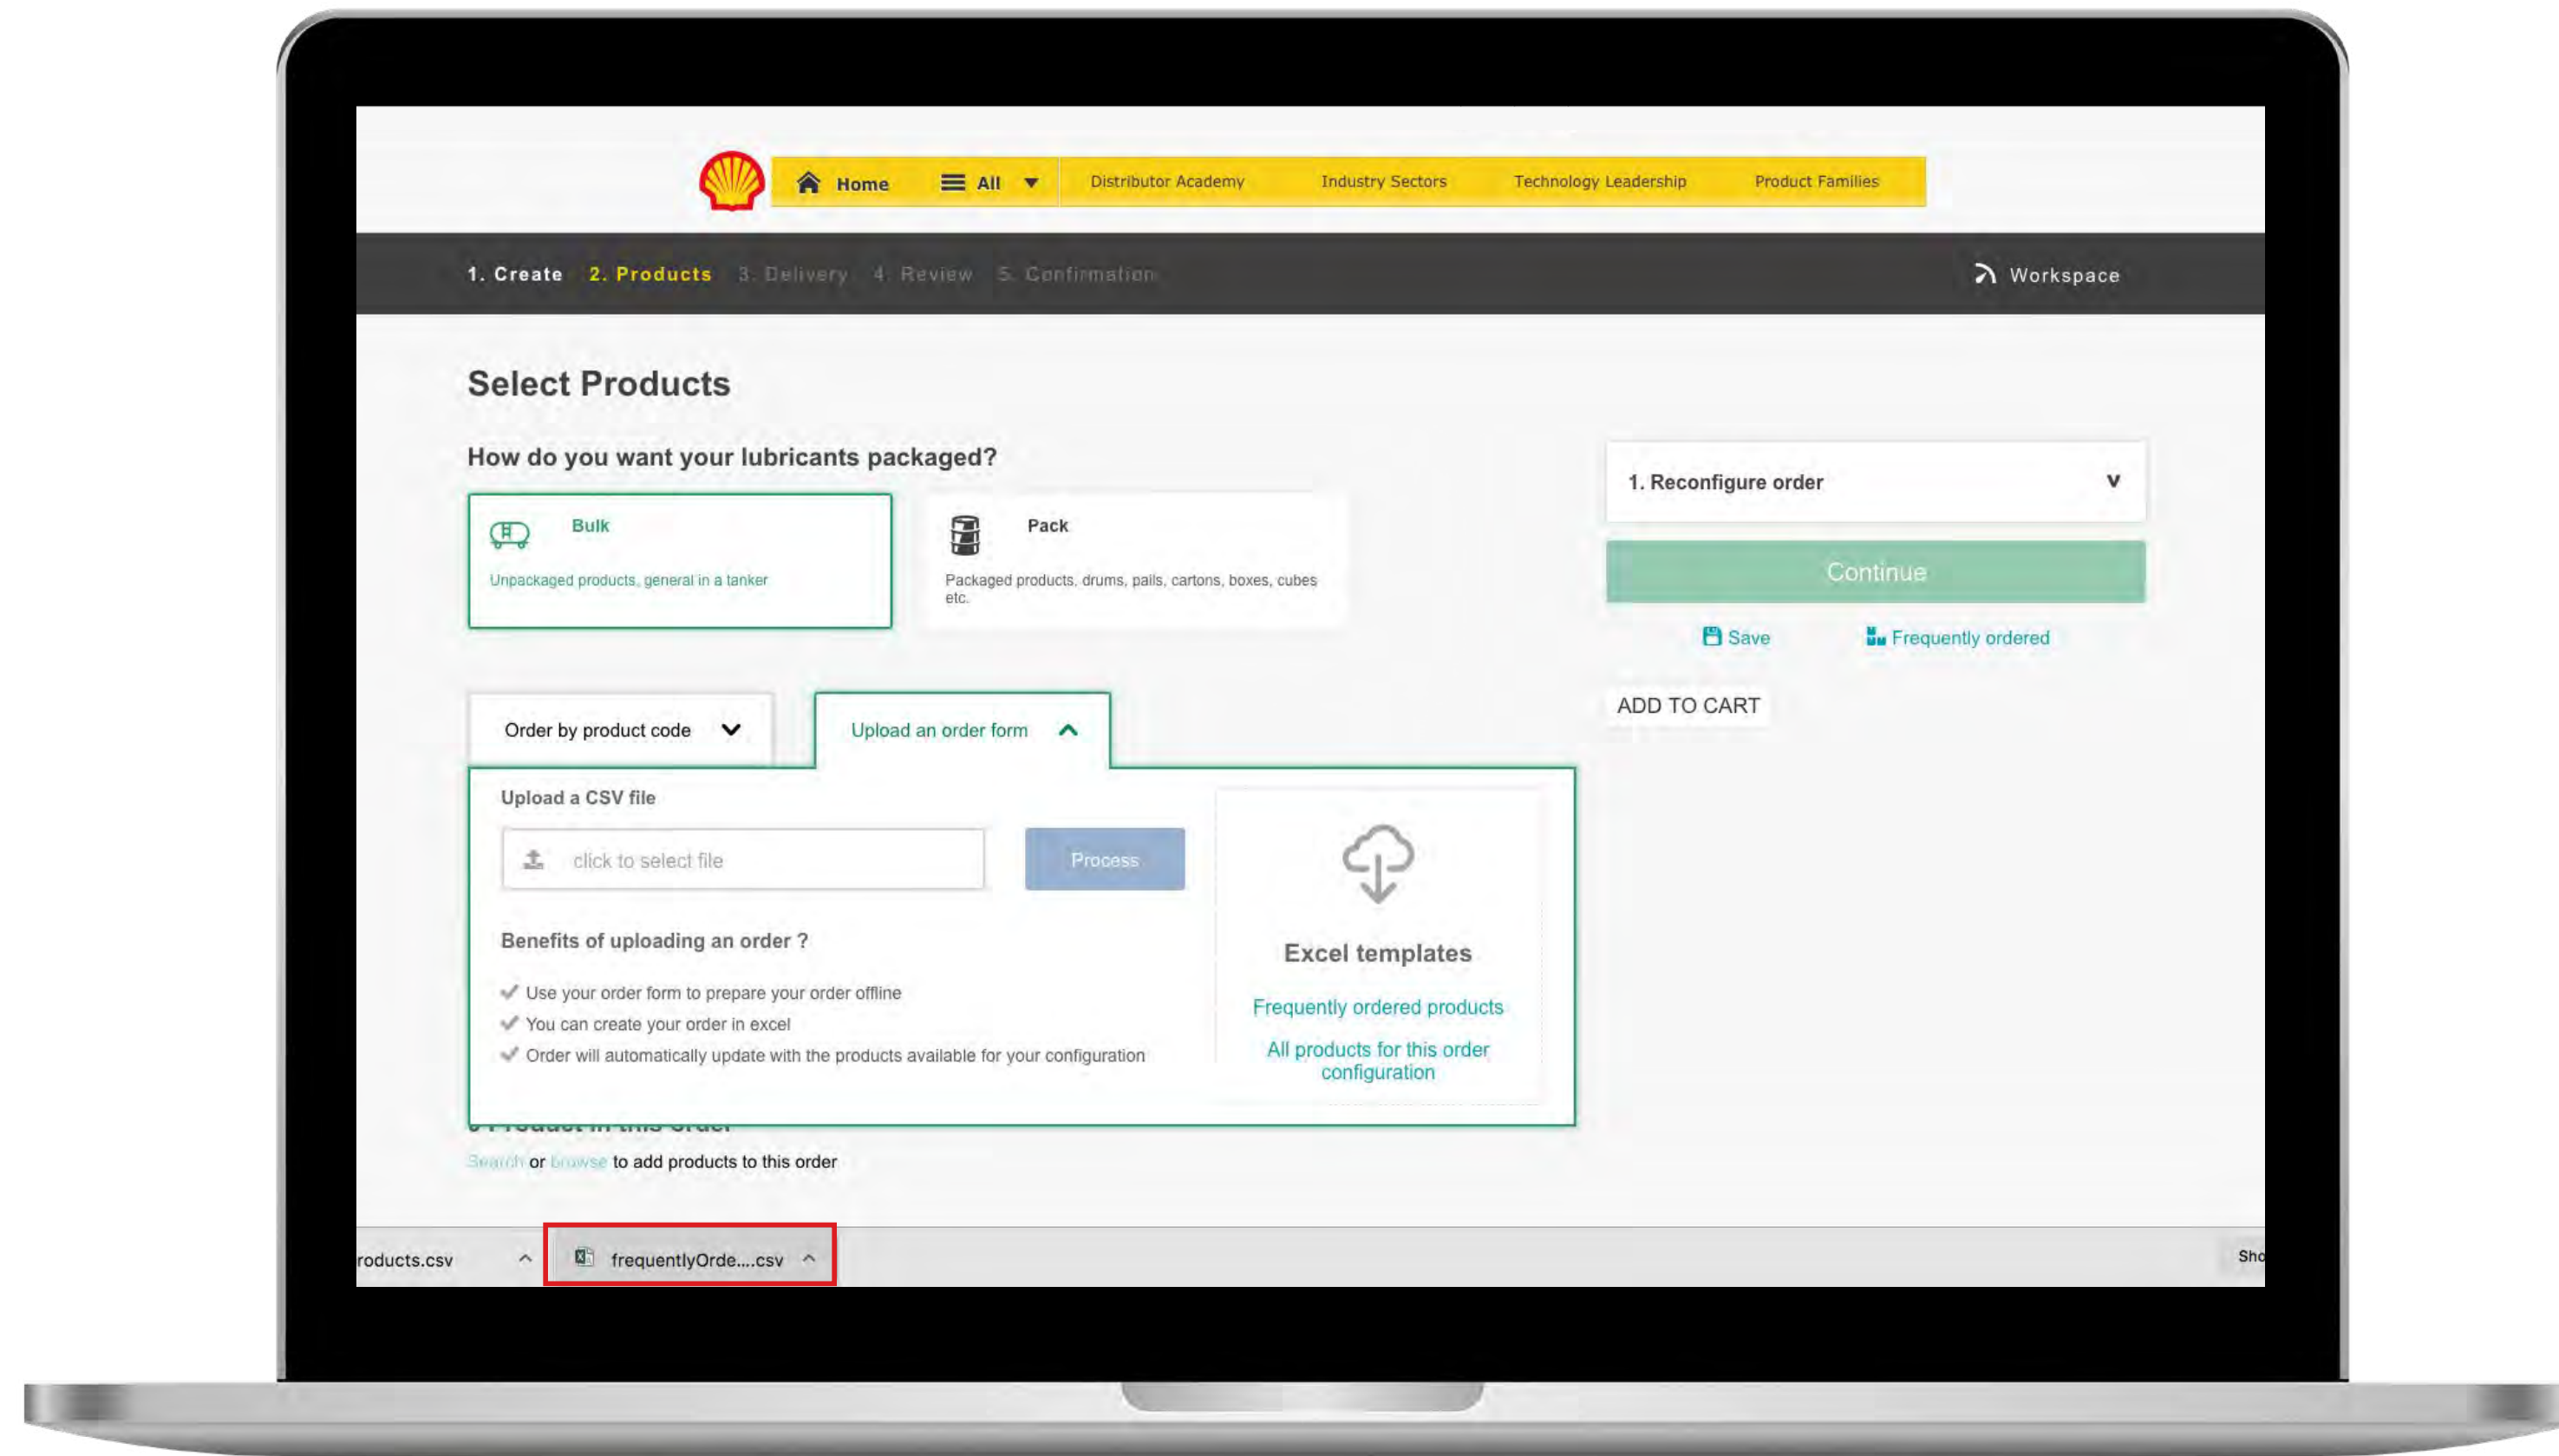 Home All Distributor Academy Industry Sectors Technology Leadership Product Families
1. Create 2. Products 3. Delivery 4. Review 5. Confirmation Workspace
Select Products
How do you want your lubricants packaged?
Bulk
Unpackaged products, general in a tanker
Pack
Packaged products, drums, pails, cartons, boxes, cubes
etc.
1. Reconfigure order
Continue
Save Frequently ordered
ADD TO CART
Order by product code
Upload an order form
Upload a CSV file
click to select file
Process
Benefits of uploading an order ?
Use your order form to prepare your order offline
You can create your order in excel
Order will automatically update with the products available for your configuration
Excel templates
Frequently ordered products
All products for this order
configuration
Product in this order
Search or browse to add products to this order
roducts.csv
frequentlyOrde....csv
Sho